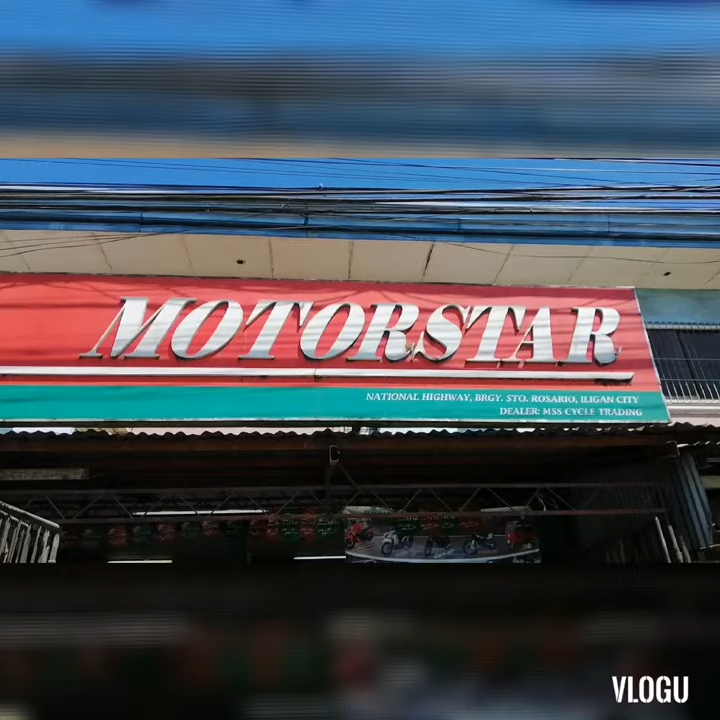 MOTORSTAR
NATIONAL HIGHWAY, BRGY. STO. ROSARIO, ILIGAN CITY
DEALER: MSS CYCLE TRADING
VLOGU